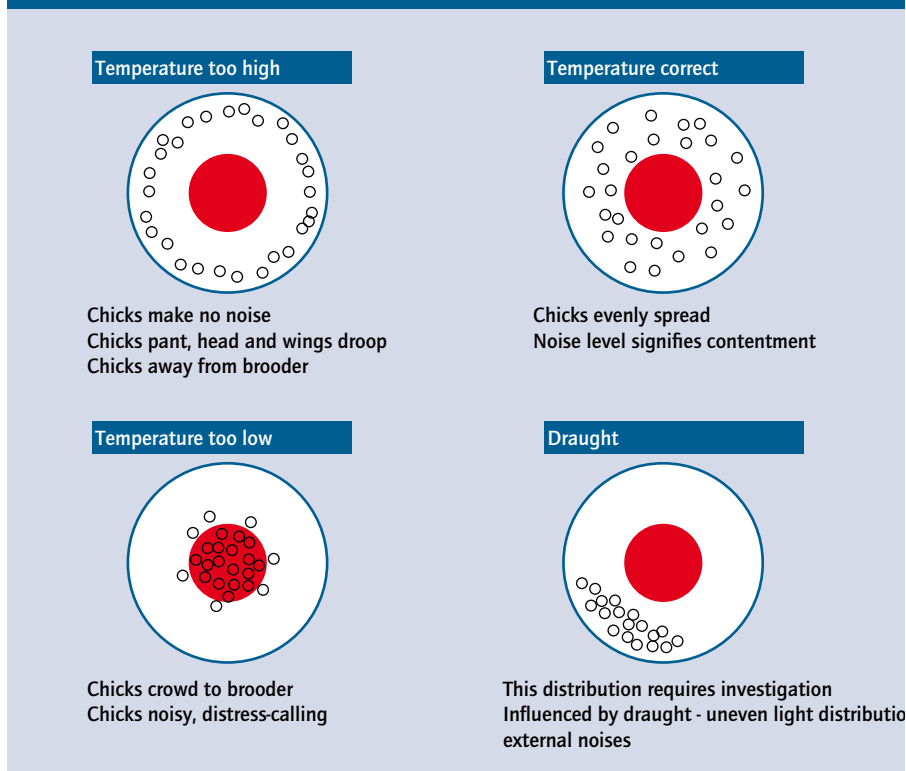 Temperature too high
Chicks make no noise
Chicks pant, head and wings droop
Chicks away from brooder
Temperature correct
Chicks evenly spread
Noise level signifies contentment
Temperature too low
Chicks crowd to brooder
Chicks noisy, distress-calling
Draught
This distribution requires investigation
Influenced by draught - uneven light distributio
external noises